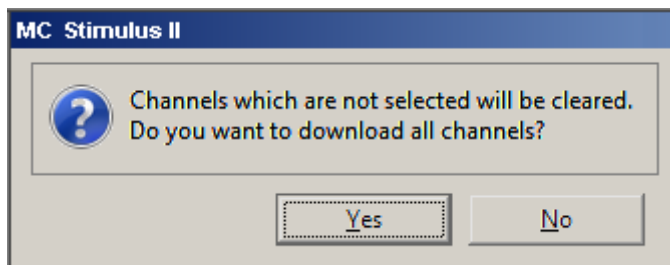 MC Stimulus II
Channels which are not selected will be cleared.
Do you want to download all channels?
Yes
No